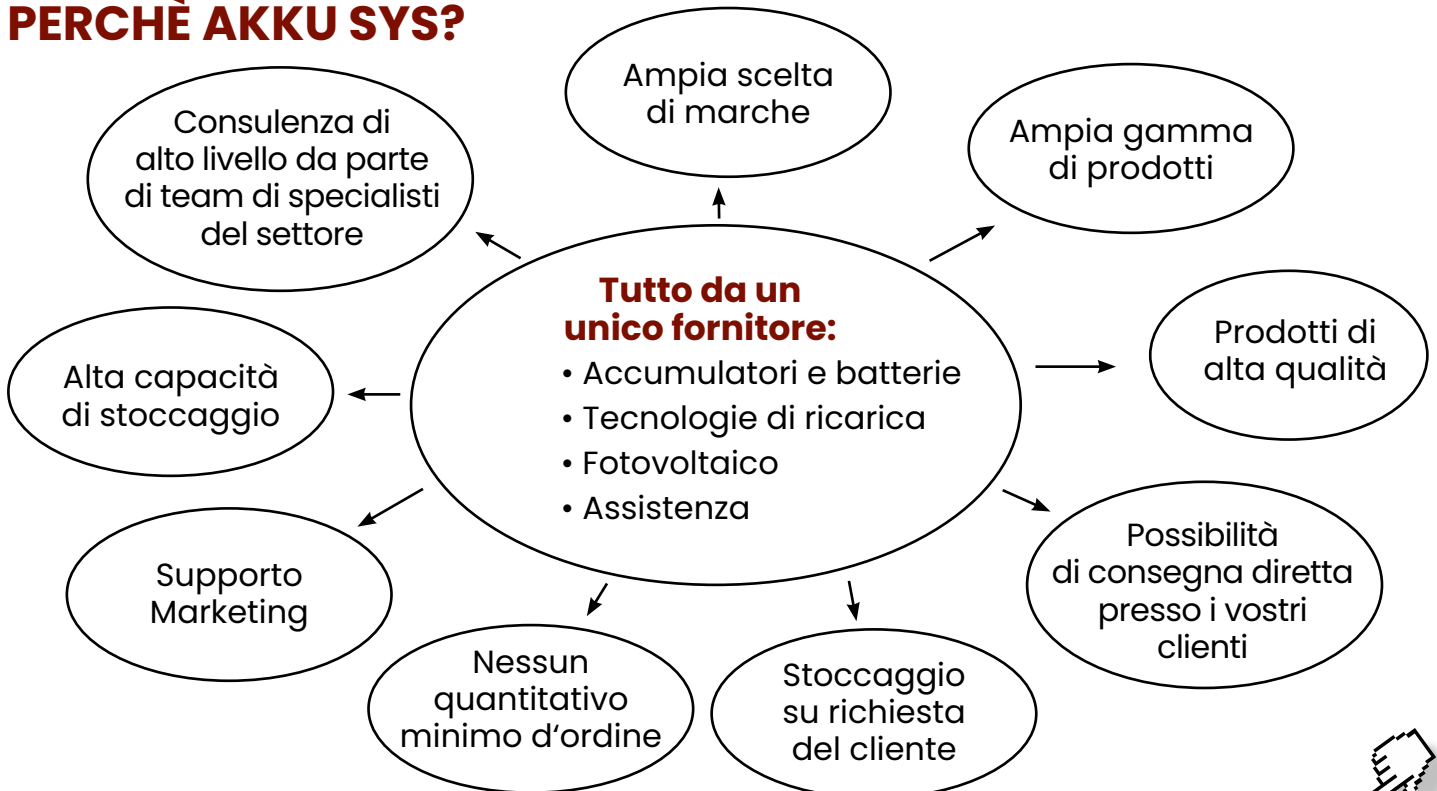 PERCHÈ AKKU SYS?
Ampia scelta
di marche
Consulenza di
alto livello da parte
di team di specialisti
del settore
Ampia gamma
di prodotti
Tutto da un
unico fornitore:
• Accumulatori e batterie
• Tecnologie di ricarica
• Fotovoltaico
• Assistenza
Prodotti di
alta qualità
Alta capacità
di stoccaggio
Possibilità
di consegna diretta
presso i vostri
clienti
Supporto
Marketing
Nessun
quantitativo
minimo d‘ordine
Stoccaggio
su richiesta
del cliente